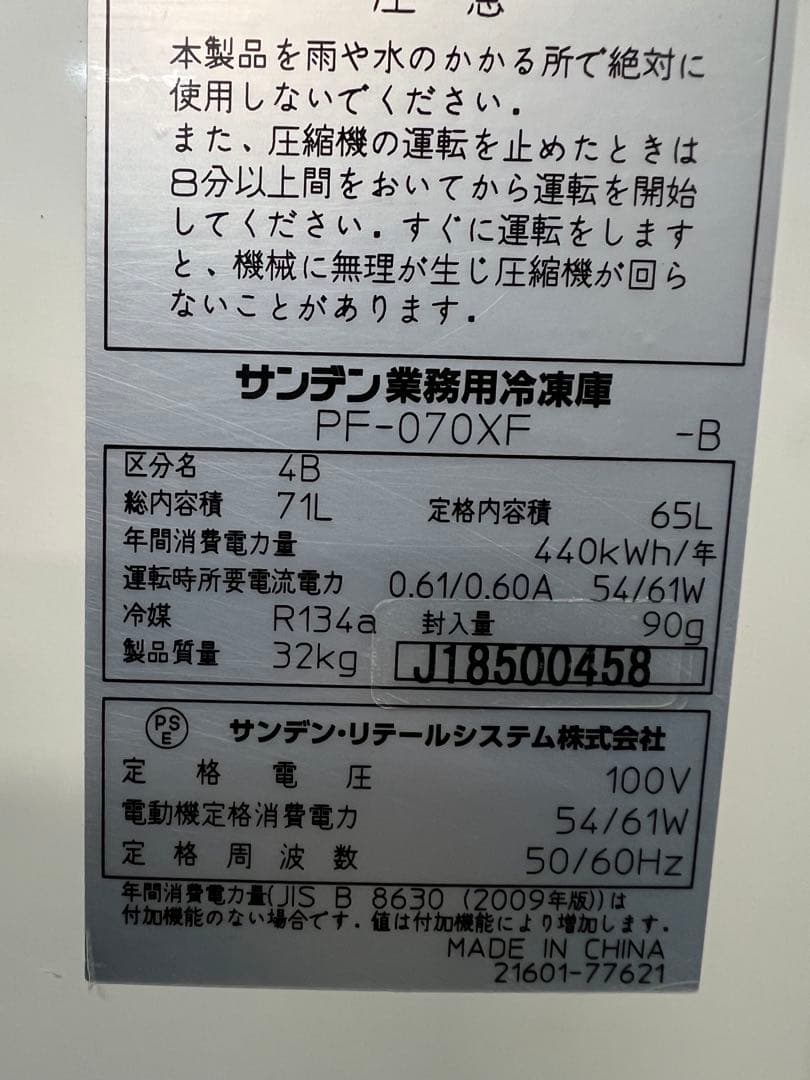 注意
本製品を雨や水のかかる所で絶対に
使用しないでください.
また、圧縮機の運転を止めたときは
8分以上間をおいてから運転を開始
してください.すぐに運転をします
と、機械に無理が生じ圧縮機が回ら
ないことがあります.
サンデン業務用冷凍庫
PF-070XF -B
区分名 4B
総内容積 71L 定格内容積 65L
年間消費電力量 440kWh/年
運転時所要電流電力 0.61/0.60A 54/61W
冷媒 R134a 封入量 90g
製品質量 32kg J18500458
PSE サンデン・リテールシステム株式会社
定格電圧 100V
電動機定格消費電力 54/61W
定格周波数 50/60Hz
年間消費電力量(JIS B 8630 (2009年版))は
付加機能のない場合です.値は付加機能により増加します.
MADE IN CHINA
21601-77621